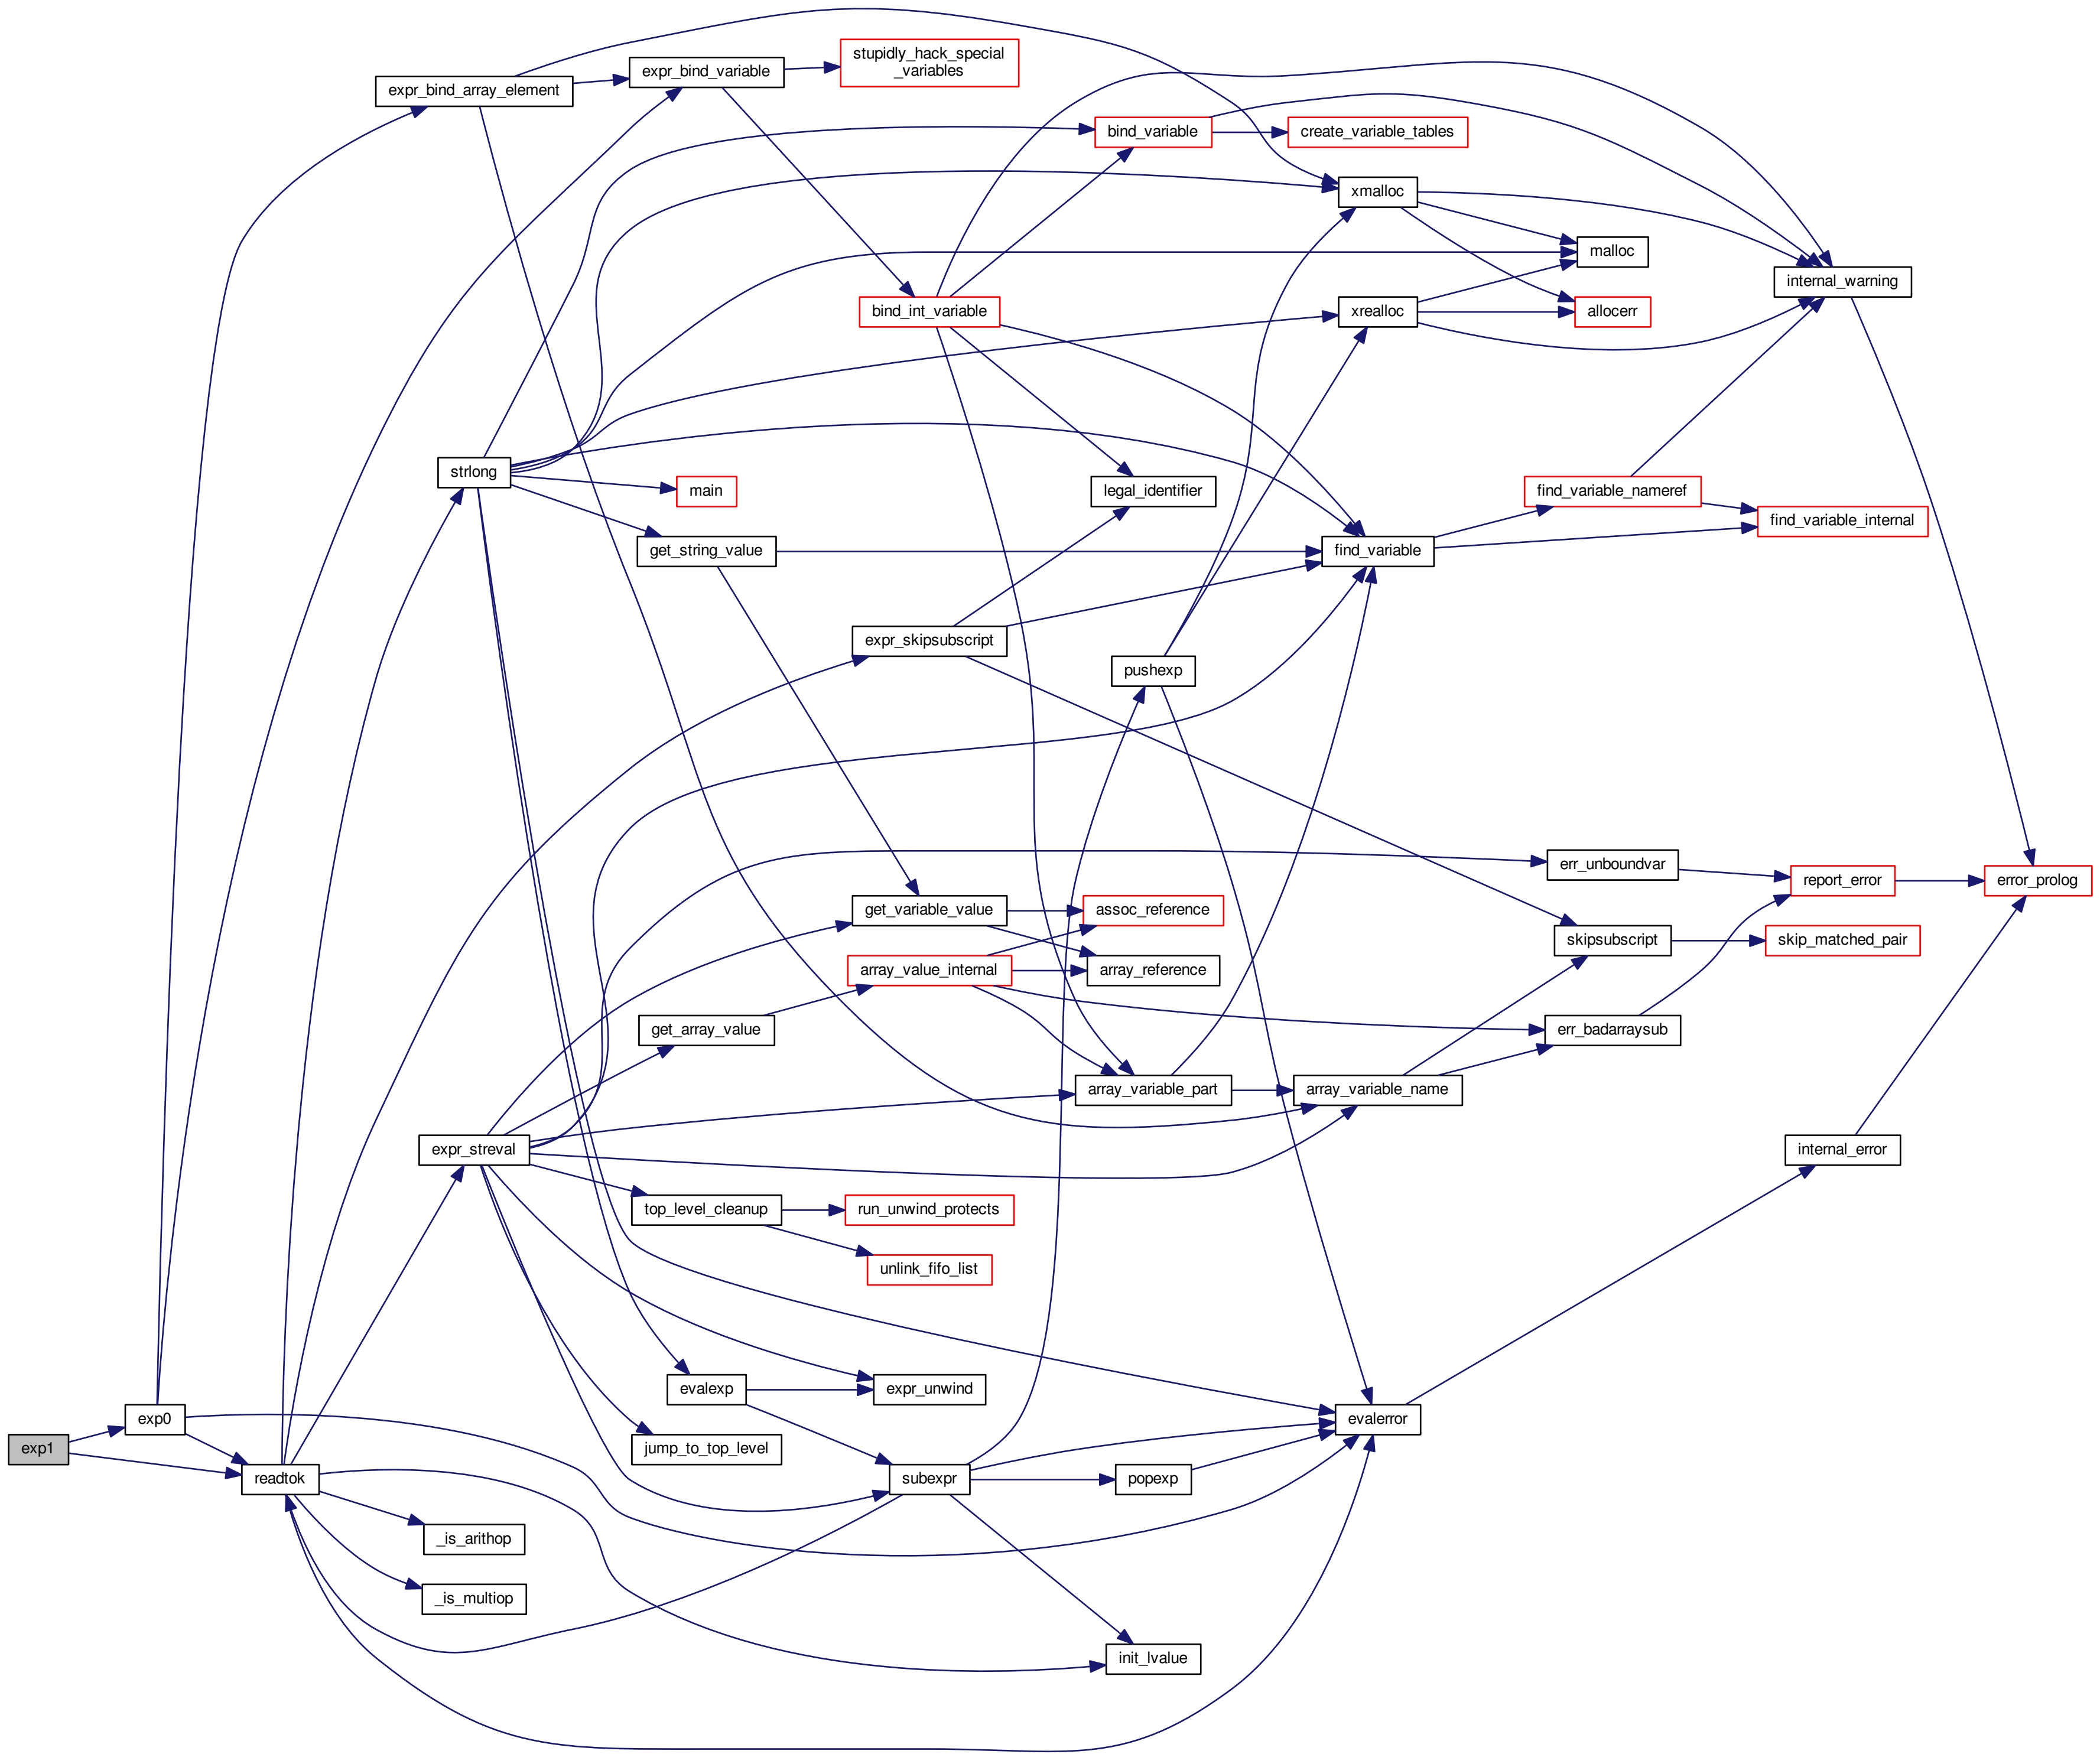 stupidly_hack_special
_variables
expr_bind_variable
expr_bind_array_element
bind_variable
create_variable_tables
xmalloc
malloc
internal_warning
bind_int_variable
xrealloc
allocerr
strlong
main
legal_identifier
find_variable_nameref
find_variable_internal
get_string_value
find_variable
expr_skipsubscript
pushexp
err_unboundvar
report_error
error_prolog
get_variable_value
assoc_reference
skipsubscript
skip_matched_pair
array_value_internal
array_reference
get_array_value
err_badarraysub
array_variable_part
array_variable_name
expr_streval
internal_error
top_level_cleanup
run_unwind_protects
unlink_fifo_list
evalexp
expr_unwind
exp0
evalerror
exp1
jump_to_top_level
readtok
subexpr
popexp
_is_arithop
_is_multiop
init_lvalue